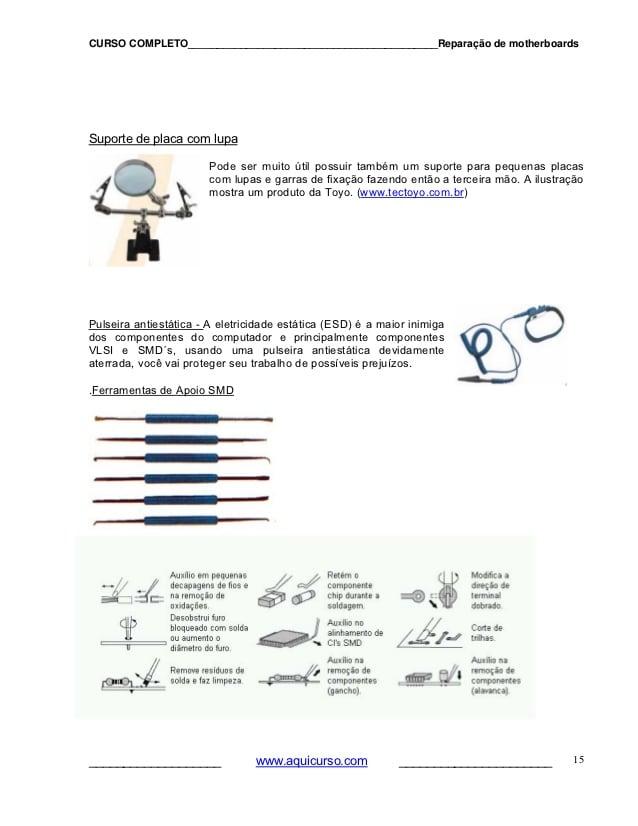 CURSO COMPLETO__________________________________________Reparação de motherboards
Suporte de placa com lupa
Pode ser muito útil possuir também um suporte para pequenas placas
com lupas e garras de fixação fazendo então a terceira mão. A ilustração
mostra um produto da Toyo. (www.tectoyo.com.br)
Pulseira antiestática - A eletricidade estática (ESD) é a maior inimiga
dos componentes do computador e principalmente componentes
VLSI e SMD´s, usando uma pulseira antiestática devidamente
aterrada, você vai proteger seu trabalho de possíveis prejuízos.
.Ferramentas de Apoio SMD
Auxílio em pequenas
decapagens de fios e
na remoção de
oxidações.
Retém o
componente
chip durante a
soldagem.
Modifica a
direção de
terminal
dobrado.
Desobstrui furo
bloqueado com solda
ou aumento o
diâmetro do furo.
Auxílio no
alinhamento de
CI's SMD
Corte de
trilhas.
Remove resíduos de
solda e faz limpeza.
Auxílio na
remoção de
componentes
(gancho).
Auxílio na
remoção de
componentes
(alavanca).
___________________ www.aquicurso.com ______________________ 15